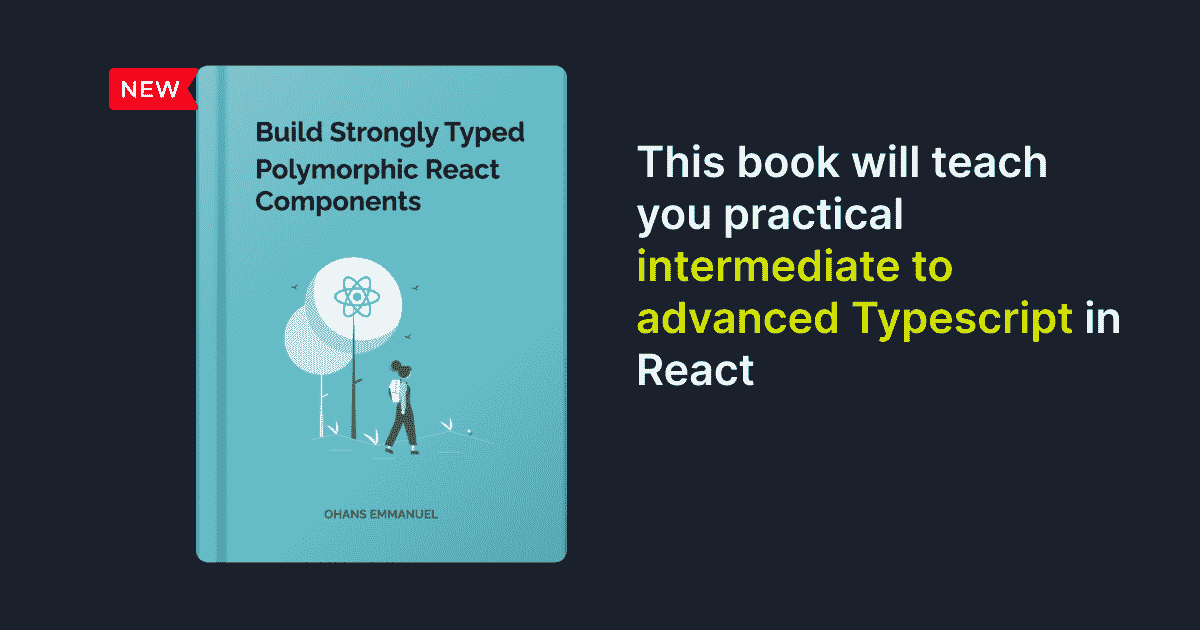 NEW
Build Strongly Typed
Polymorphic React
Components
OHANS EMMANUEL
This book will teach
you practical
intermediate to
advanced Typescript in
React